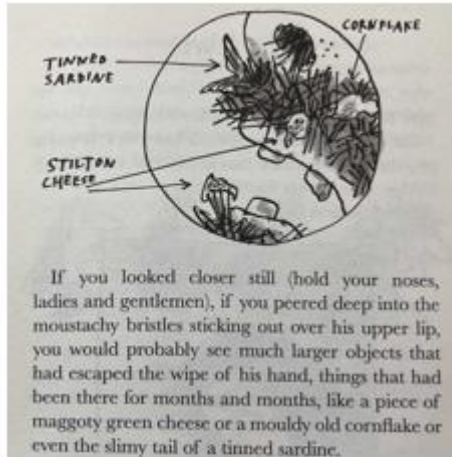 CORNFLAKE
TINNED
SARDINE
STILTON
CHEESE
If you looked closer still (hold your noses,
ladies and gentlemen), if you peered deep into the
moustachy bristles sticking out over his upper lip,
you would probably see much larger objects that
had escaped the wipe of his hand, things that had
been there for months and months, like a piece of
maggoty green cheese or a mouldy old cornflake or
even the slimy tail of a tinned sardine.